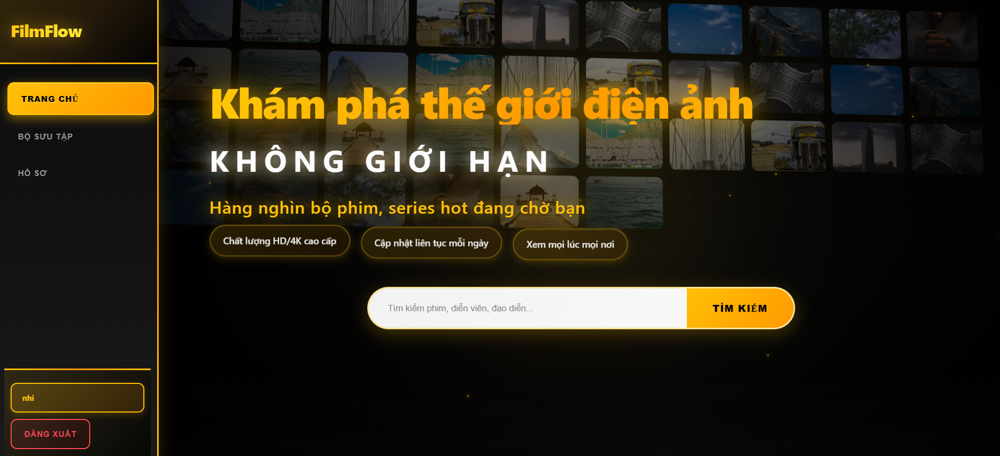 FilmFlow
TRANG CHỦ
BỘ SƯU TẬP
HỒ SƠ
nhi
ĐĂNG XUẤT
Khám phá thế giới điện ảnh
KHÔNG GIỚI HẠN
Hàng nghìn bộ phim, series hot đang chờ bạn
Chất lượng HD/4K cao cấp
Cập nhật liên tục mỗi ngày
Xem mọi lúc mọi nơi
Tìm kiếm phim, diễn viên, đạo diễn...
TÌM KIẾM